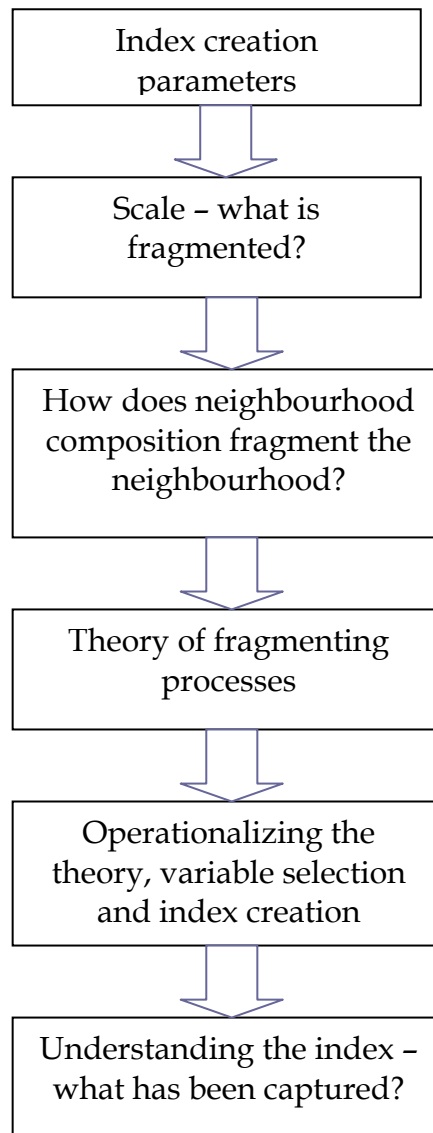 Index creation
parameters
Scale – what is
fragmented?
How does neighbourhood
composition fragment the
neighbourhood?
Theory of fragmenting
processes
Operationalizing the
theory, variable selection
and index creation
Understanding the index –
what has been captured?